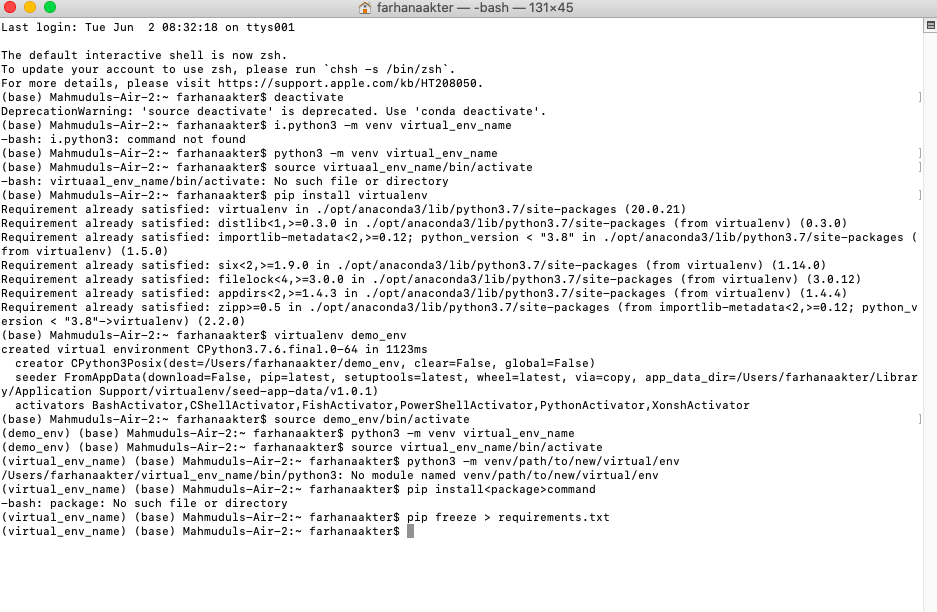 farhanaakter — -bash — 131×45
Last login: Tue Jun  2 08:32:18 on ttys001
The default interactive shell is now zsh.
To update your account to use zsh, please run `chsh -s /bin/zsh`.
For more details, please visit https://support.apple.com/kb/HT208050.
(base) Mahmuduls-Air-2:~ farhanaakter$ deactivate
DeprecationWarning: 'source deactivate' is deprecated. Use 'conda deactivate'.
(base) Mahmuduls-Air-2:~ farhanaakter$ i.python3 -m venv virtual_env_name
-bash: i.python3: command not found
(base) Mahmuduls-Air-2:~ farhanaakter$ python3 -m venv virtual_env_name
(base) Mahmuduls-Air-2:~ farhanaakter$ source virtuaal_env_name/bin/activate
-bash: virtuaal_env_name/bin/activate: No such file or directory
(base) Mahmuduls-Air-2:~ farhanaakter$ pip install virtualenv
Requirement already satisfied: virtualenv in ./opt/anaconda3/lib/python3.7/site-packages (20.0.21)
Requirement already satisfied: distlib<1,>=0.3.0 in ./opt/anaconda3/lib/python3.7/site-packages (from virtualenv) (0.3.0)
Requirement already satisfied: importlib-metadata<2,>=0.12; python_version < "3.8" in ./opt/anaconda3/lib/python3.7/site-packages (
from virtualenv) (1.5.0)
Requirement already satisfied: six<2,>=1.9.0 in ./opt/anaconda3/lib/python3.7/site-packages (from virtualenv) (1.14.0)
Requirement already satisfied: filelock<4,>=3.0.0 in ./opt/anaconda3/lib/python3.7/site-packages (from virtualenv) (3.0.12)
Requirement already satisfied: appdirs<2,>=1.4.3 in ./opt/anaconda3/lib/python3.7/site-packages (from virtualenv) (1.4.4)
Requirement already satisfied: zipp>=0.5 in ./opt/anaconda3/lib/python3.7/site-packages (from importlib-metadata<2,>=0.12; python_v
ersion < "3.8"->virtualenv) (2.2.0)
(base) Mahmuduls-Air-2:~ farhanaakter$ virtualenv demo_env
created virtual environment CPython3.7.6.final.0-64 in 1123ms
  creator CPython3Posix(dest=/Users/farhanaakter/demo_env, clear=False, global=False)
  seeder FromAppData(download=False, pip=latest, setuptools=latest, wheel=latest, via=copy, app_data_dir=/Users/farhanaakter/Librar
y/Application Support/virtualenv/seed-app-data/v1.0.1)
  activators BashActivator,CShellActivator,FishActivator,PowerShellActivator,PythonActivator,XonshActivator
(base) Mahmuduls-Air-2:~ farhanaakter$ source demo_env/bin/activate
(demo_env) (base) Mahmuduls-Air-2:~ farhanaakter$ python3 -m venv virtual_env_name
(demo_env) (base) Mahmuduls-Air-2:~ farhanaakter$ source virtual_env_name/bin/activate
(virtual_env_name) (base) Mahmuduls-Air-2:~ farhanaakter$ python3 -m venv/path/to/new/virtual/env
/Users/farhanaakter/virtual_env_name/bin/python3: No module named venv/path/to/new/virtual/env
(virtual_env_name) (base) Mahmuduls-Air-2:~ farhanaakter$ pip install<package>command
-bash: package: No such file or directory
(virtual_env_name) (base) Mahmuduls-Air-2:~ farhanaakter$ pip freeze > requirements.txt
(virtual_env_name) (base) Mahmuduls-Air-2:~ farhanaakter$